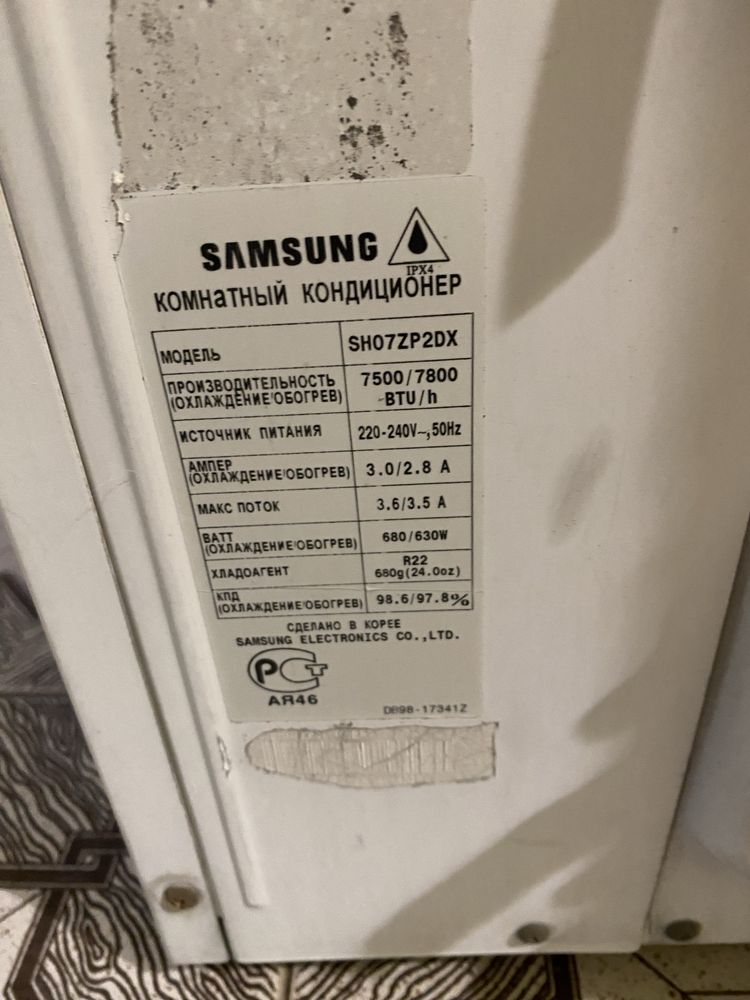 SAMSUNG
IPX4
КОМНАТНЫЙ КОНДИЦИОНЕР
МОДЕЛЬ SH07ZP2DX
ПРОИЗВОДИТЕЛЬНОСТЬ 7500/7800
(ОХЛАЖДЕНИЕ/ОБОГРЕВ) BTU/h
ИСТОЧНИК ПИТАНИЯ 220-240V~,50Hz
АМПЕР
(ОХЛАЖДЕНИЕ/ОБОГРЕВ) 3.0/2.8 A
МАКС ПОТОК 3.6/3.5 A
ВАТТ
(ОХЛАЖДЕНИЕ/ОБОГРЕВ) 680/630W
ХЛАДОАГЕНТ R22
680g(24.0oz)
КПД
(ОХЛАЖДЕНИЕ/ОБОГРЕВ) 98.6/97.8%
СДЕЛАНО В КОРЕЕ
SAMSUNG ELECTRONICS CO.,LTD.
РСТ
АЯ46
DB98-17341Z